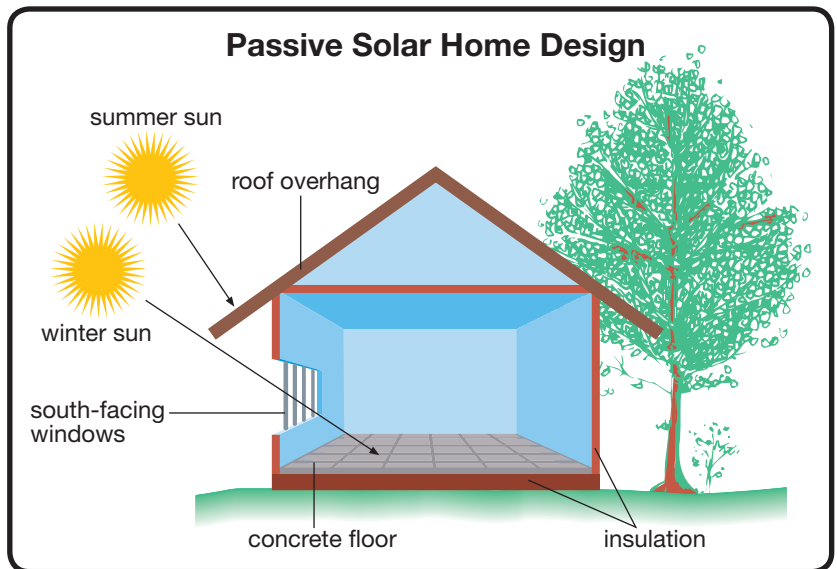 Passive Solar Home Design
summer sun
roof overhang
winter sun
south-facing
windows
concrete floor
insulation